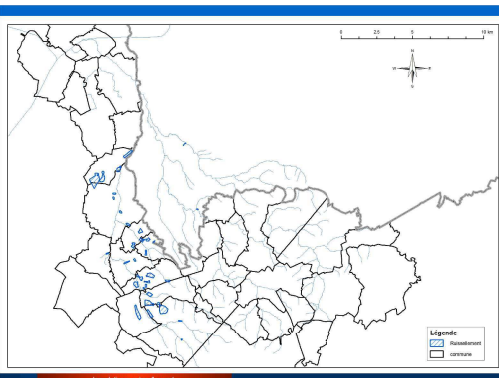 0 2.5 5 10 km
N
W E
S
Légende
Ruissellement
commune